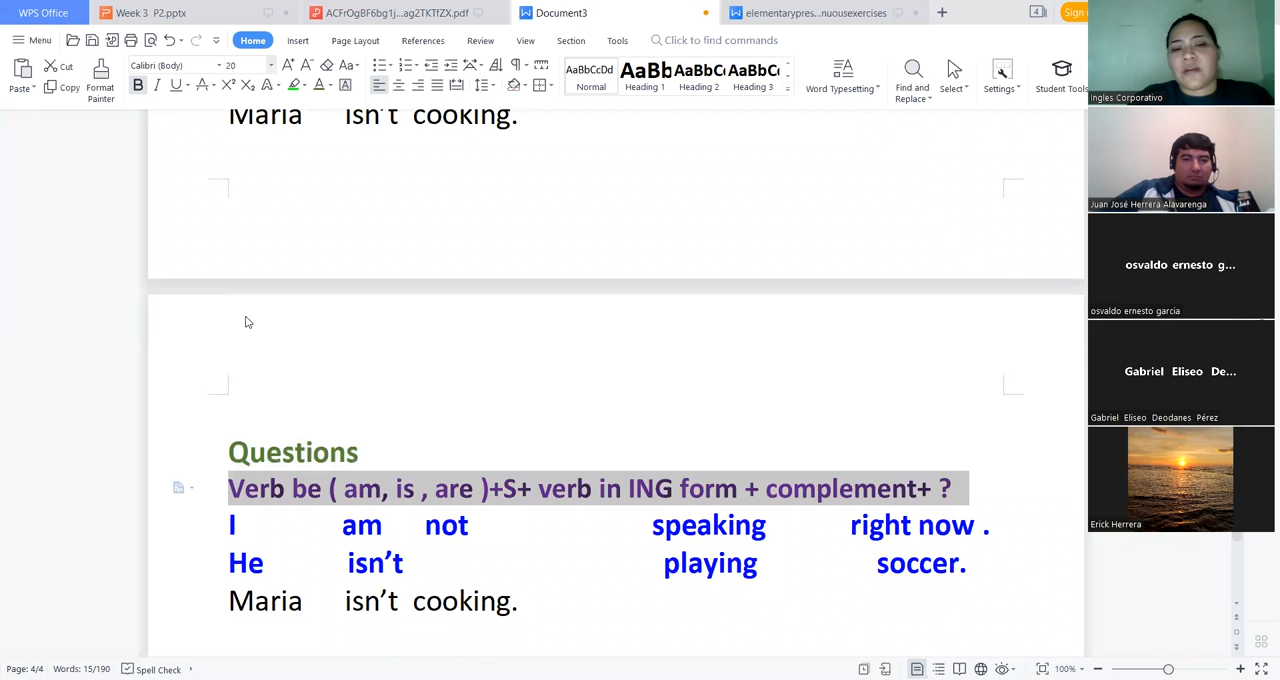 WPS Office
Week 3 P2.pptx
ACFrOgBF6bg1j...ag2TKTfZX.pdf
Document3
elementarypres...nuousexercises
4
Sign
Menu
Home
Insert
Page Layout
References
Review
View
Section
Tools
Click to find commands
Paste
Cut
Copy
Format Painter
Calibri (Body)
20
AaBbCcDd
Normal
AaBb
Heading 1
AaBbC
Heading 2
AaBbC
Heading 3
Word Typesetting
Find and Replace
Select
Settings
Student Tools
Maria isn't cooking.
Questions
Verb be ( am, is , are )+S+ verb in ING form + complement+ ?
I am not speaking right now .
He isn't playing soccer.
Maria isn't cooking.
Page: 4/4
Words: 15/190
Spell Check
100%
Ingles Corporativo
Juan José Herrera Alavarenga
osvaldo ernesto g...
osvaldo ernesto garcia
Gabriel Eliseo De...
Gabriel Eliseo Deodanes Pérez
Erick Herrera